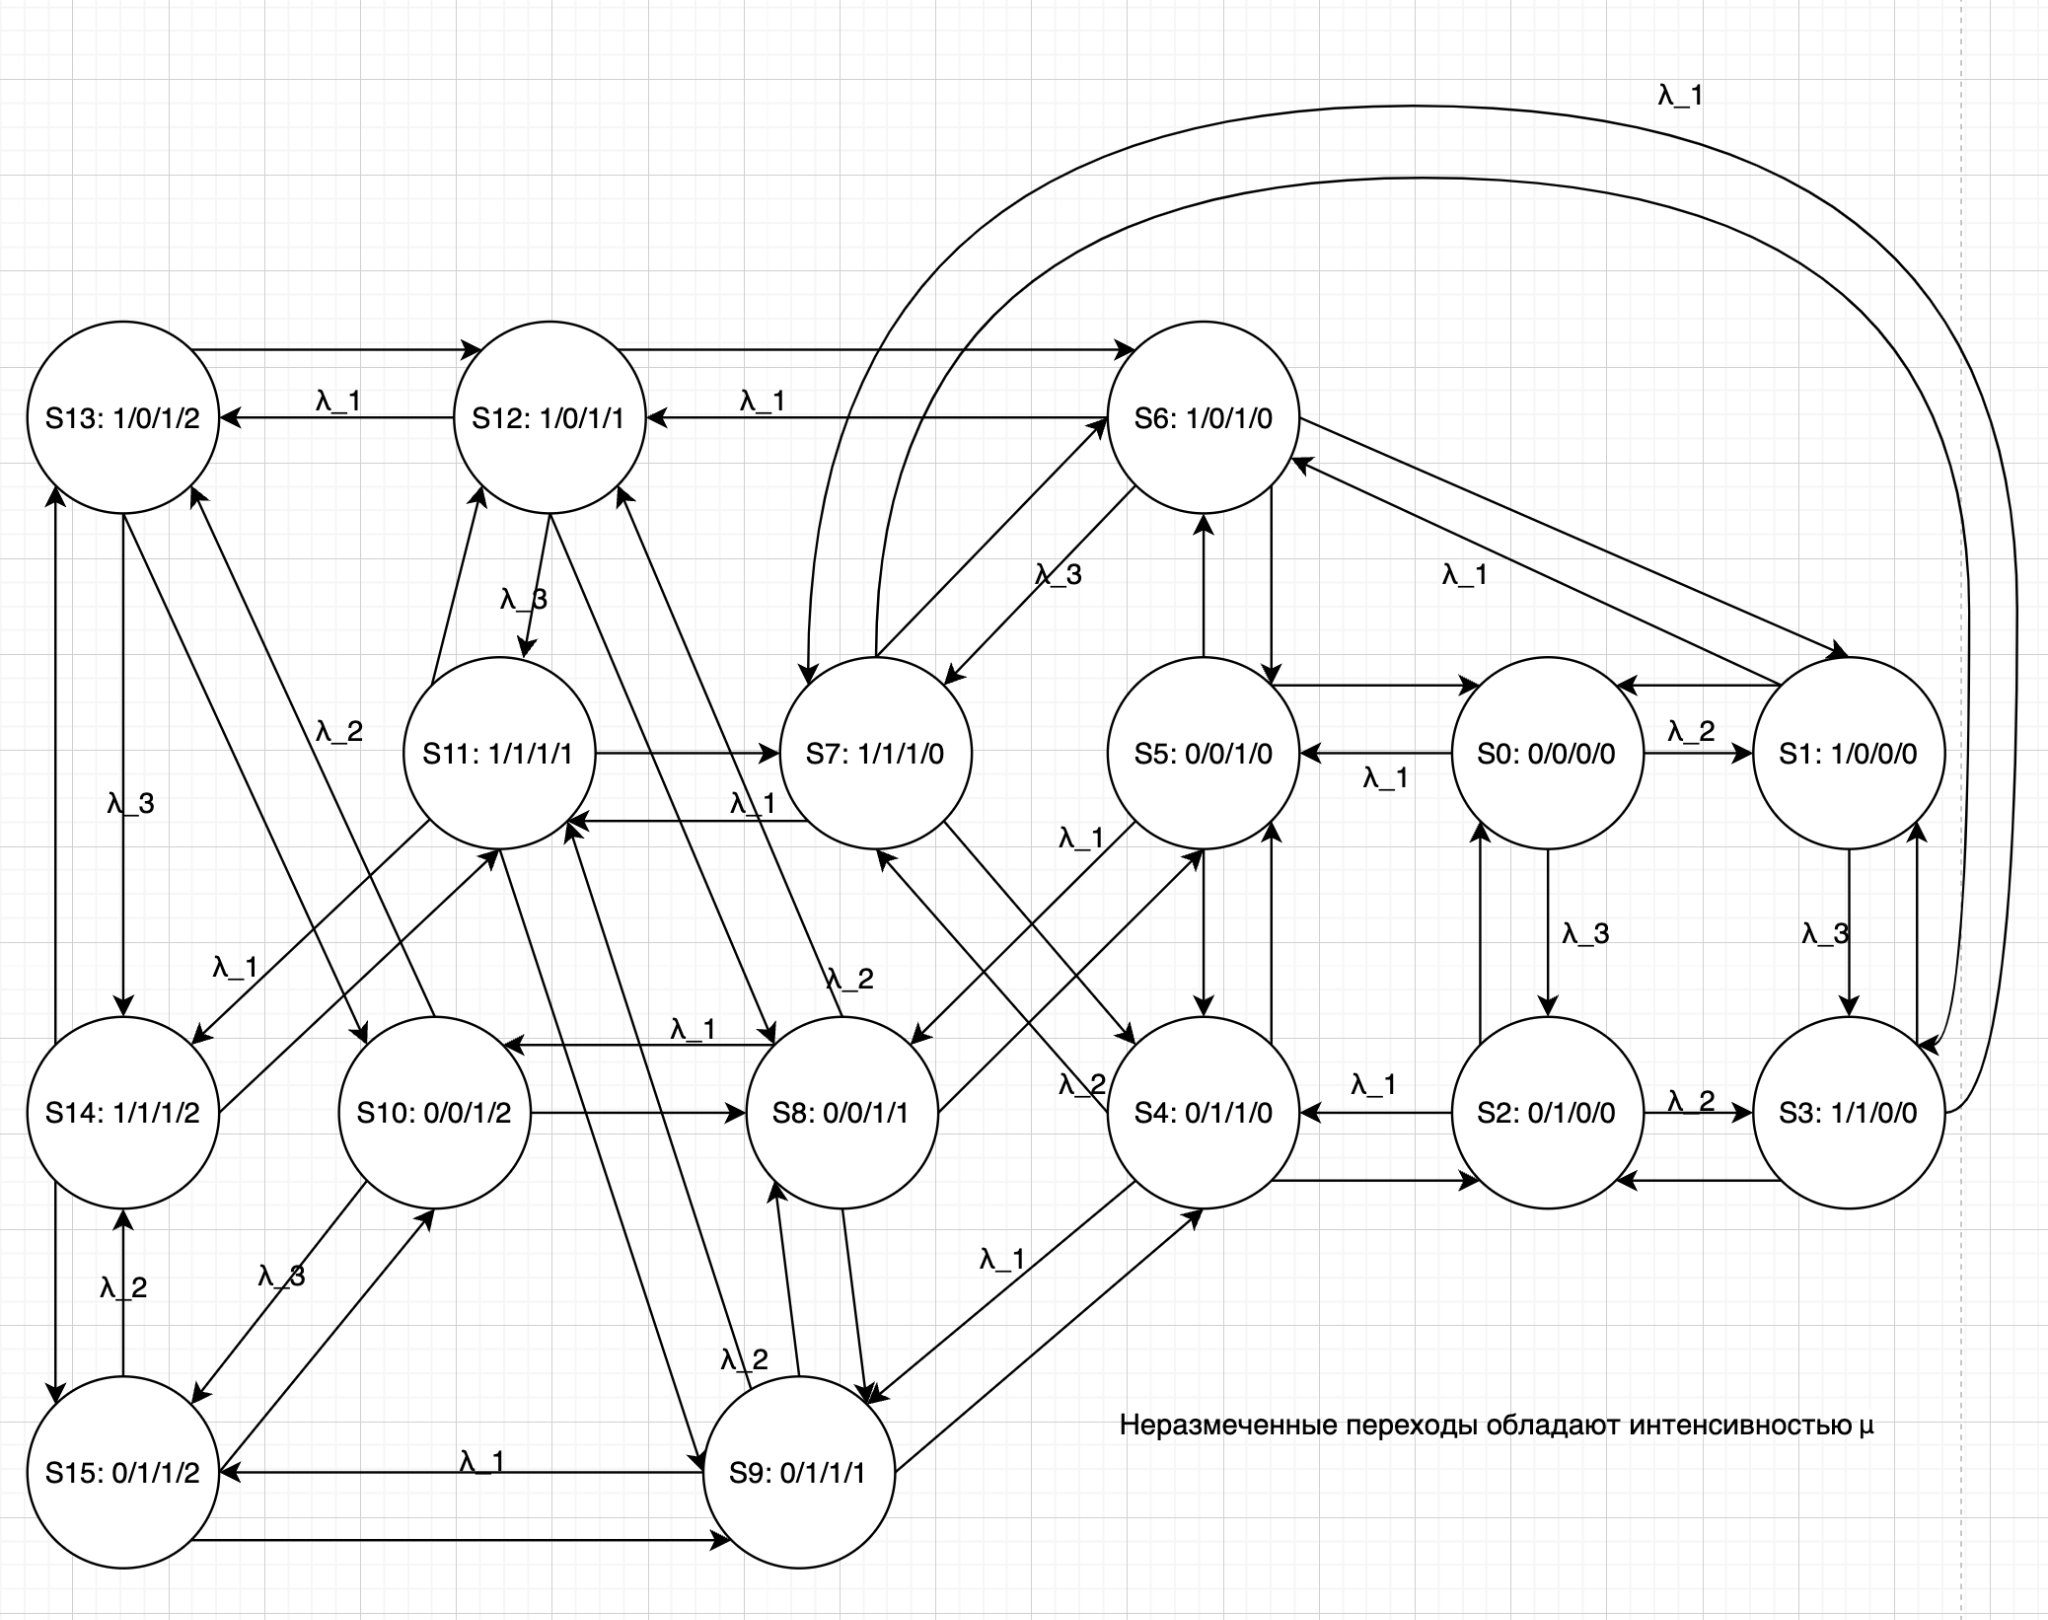 λ_1
S13: 1/0/1/2
λ_1
S12: 1/0/1/1
λ_1
S6: 1/0/1/0
λ_3
λ_3
λ_1
λ_2
S11: 1/1/1/1
S7: 1/1/1/0
S5: 0/0/1/0
λ_1
S0: 0/0/0/0
λ_2
S1: 1/0/0/0
λ_3
λ_1
λ_1
λ_3
λ_3
λ_1
λ_2
λ_1
λ_2
λ_1
λ_2
S14: 1/1/1/2
S10: 0/0/1/2
S8: 0/0/1/1
S4: 0/1/1/0
S2: 0/1/0/0
S3: 1/1/0/0
λ_2
λ_3
λ_1
λ_2
Неразмеченные переходы обладают интенсивностью μ
S15: 0/1/1/2
λ_1
S9: 0/1/1/1